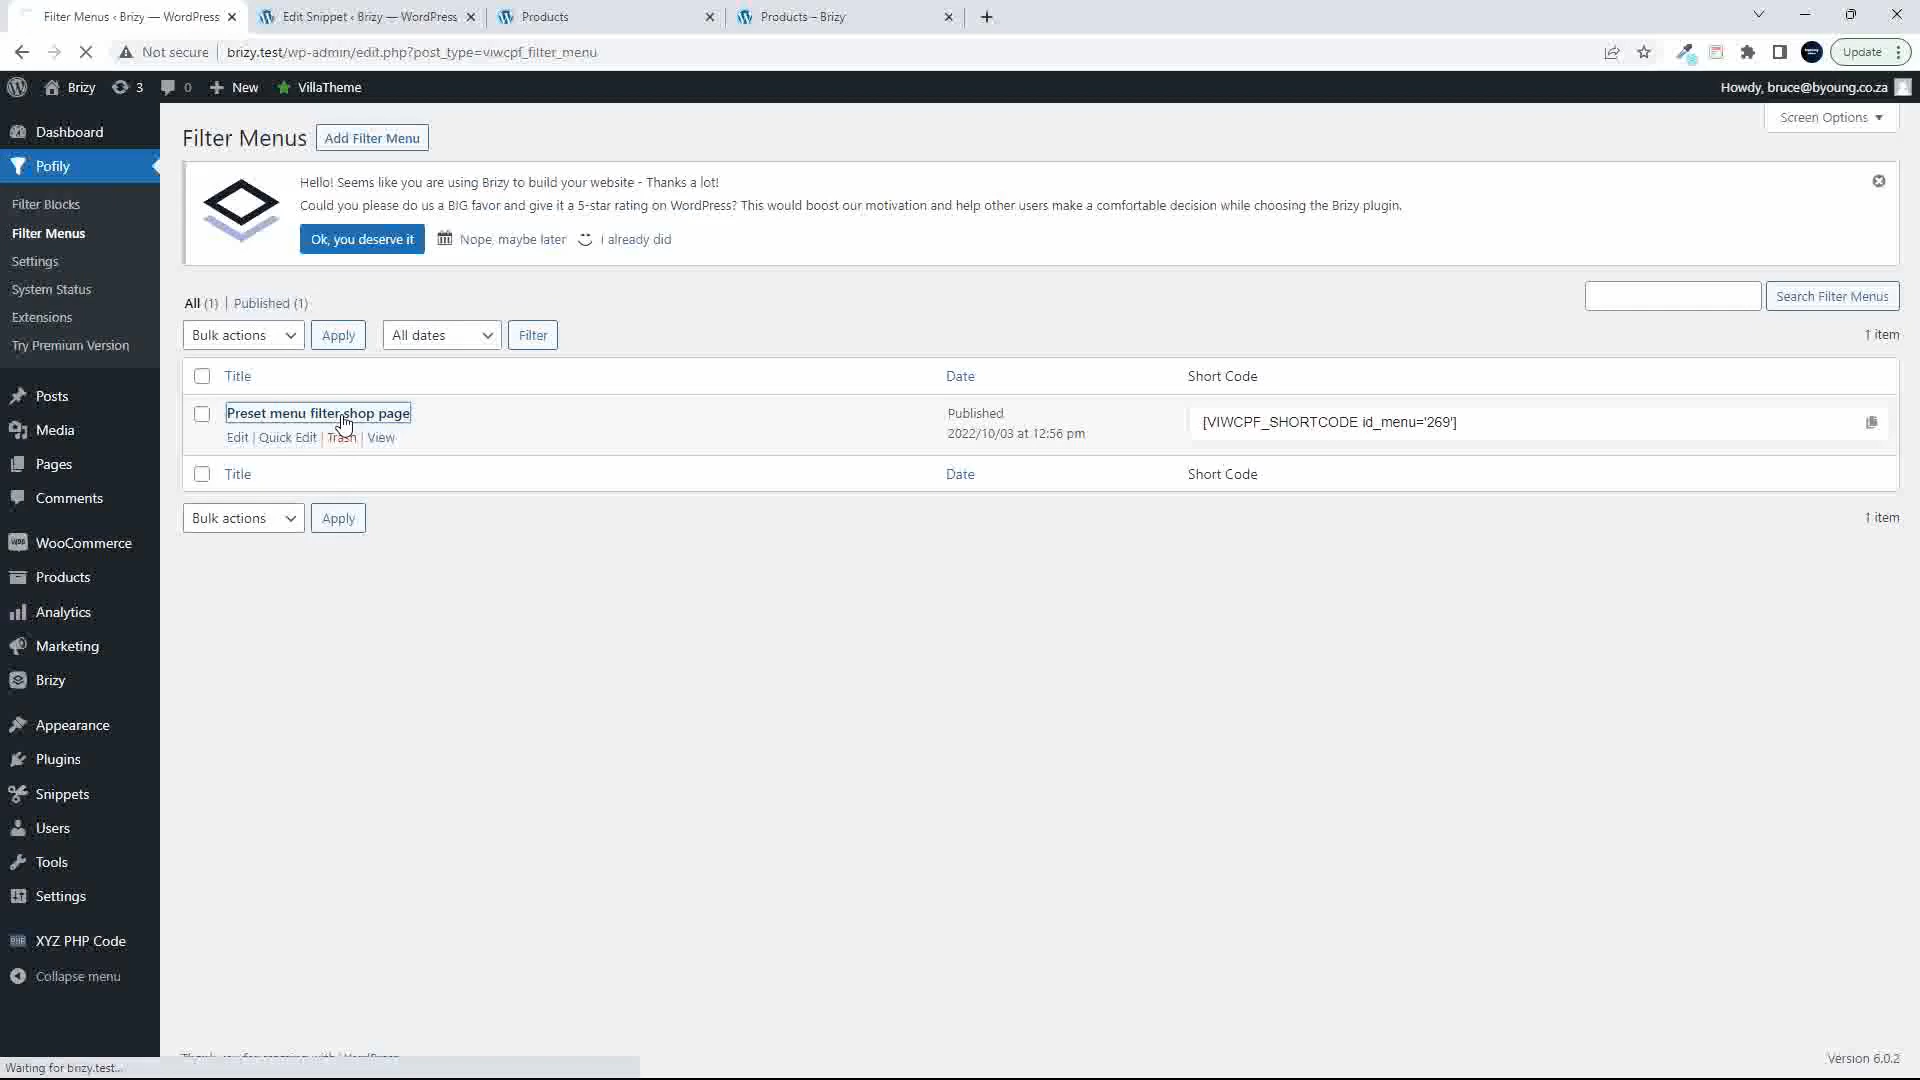 Filter Menus ‹ Brizy — WordPress
Edit Snippet ‹ Brizy — WordPress
Products
Products – Brizy
Not secure
brizy.test/wp-admin/edit.php?post_type=viwcpf_filter_menu
Update
Brizy
3
0
New
VillaTheme
Howdy, bruce@byoung.co.za
Dashboard
Pofily
Filter Blocks
Filter Menus
Settings
System Status
Extensions
Try Premium Version
Posts
Media
Pages
Comments
WooCommerce
Products
Analytics
Marketing
Brizy
Appearance
Plugins
Snippets
Users
Tools
Settings
XYZ PHP Code
Collapse menu
Screen Options
Filter Menus
Add Filter Menu
Hello! Seems like you are using Brizy to build your website - Thanks a lot!
Could you please do us a BIG favor and give it a 5-star rating on WordPress? This would boost our motivation and help other users make a comfortable decision while choosing the Brizy plugin.
Ok, you deserve it
Nope, maybe later
I already did
All (1) | Published (1)
Search Filter Menus
Bulk actions
Apply
All dates
Filter
1 item
Title
Date
Short Code
Preset menu filter shop page
Edit | Quick Edit | Trash | View
Published
2022/10/03 at 12:56 pm
[VIWCPF_SHORTCODE id_menu='269']
Title
Date
Short Code
Bulk actions
Apply
1 item
Version 6.0.2
Waiting for brizy.test...